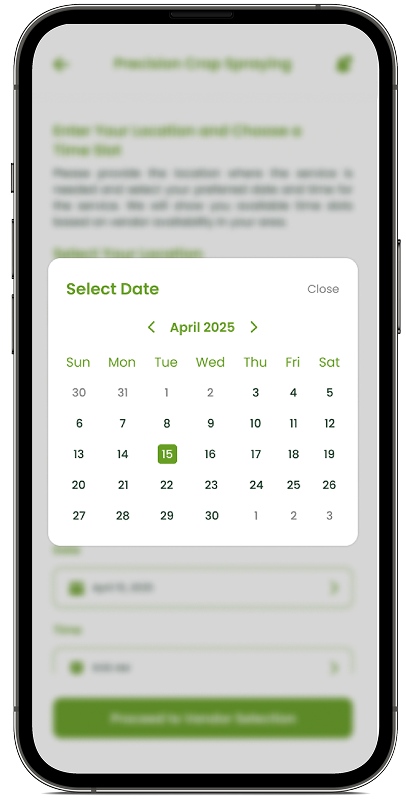 Precision Crop Spraying
Enter Your Location and Choose a
Time Slot
Please provide the location where the service is
needed and select your preferred date and time for
the service. We will show you available time slots
based on vendor availability in your area.
Select Your Location
Select Date
Close
April 2025
Sun Mon Tue Wed Thu Fri Sat
30 31 1 2 3 4 5
6 7 8 9 10 11 12
13 14 15 16 17 18 19
20 21 22 23 24 25 26
27 28 29 30 1 2 3
Date
April 15, 2025
Time
Proceed to Vendor Selection